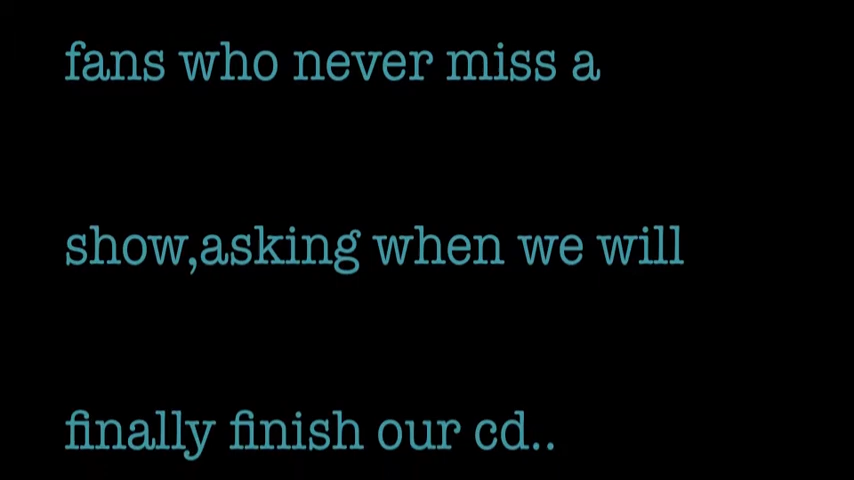 fans who never miss a
show,asking when we will
finally finish our cd..